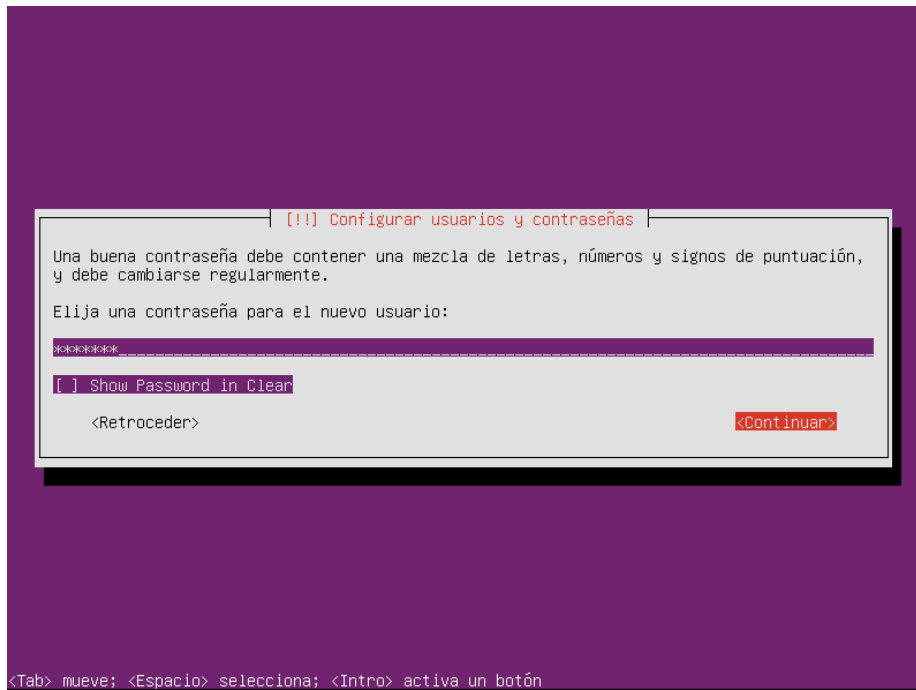 [!!] Configurar usuarios y contraseñas
Una buena contraseña debe contener una mezcla de letras, números y signos de puntuación,
y debe cambiarse regularmente.
Elija una contraseña para el nuevo usuario:
*******
[ ] Show Password in Clear
<Retroceder> <Continuar>
<Tab> mueve; <Espacio> selecciona; <Intro> activa un botón